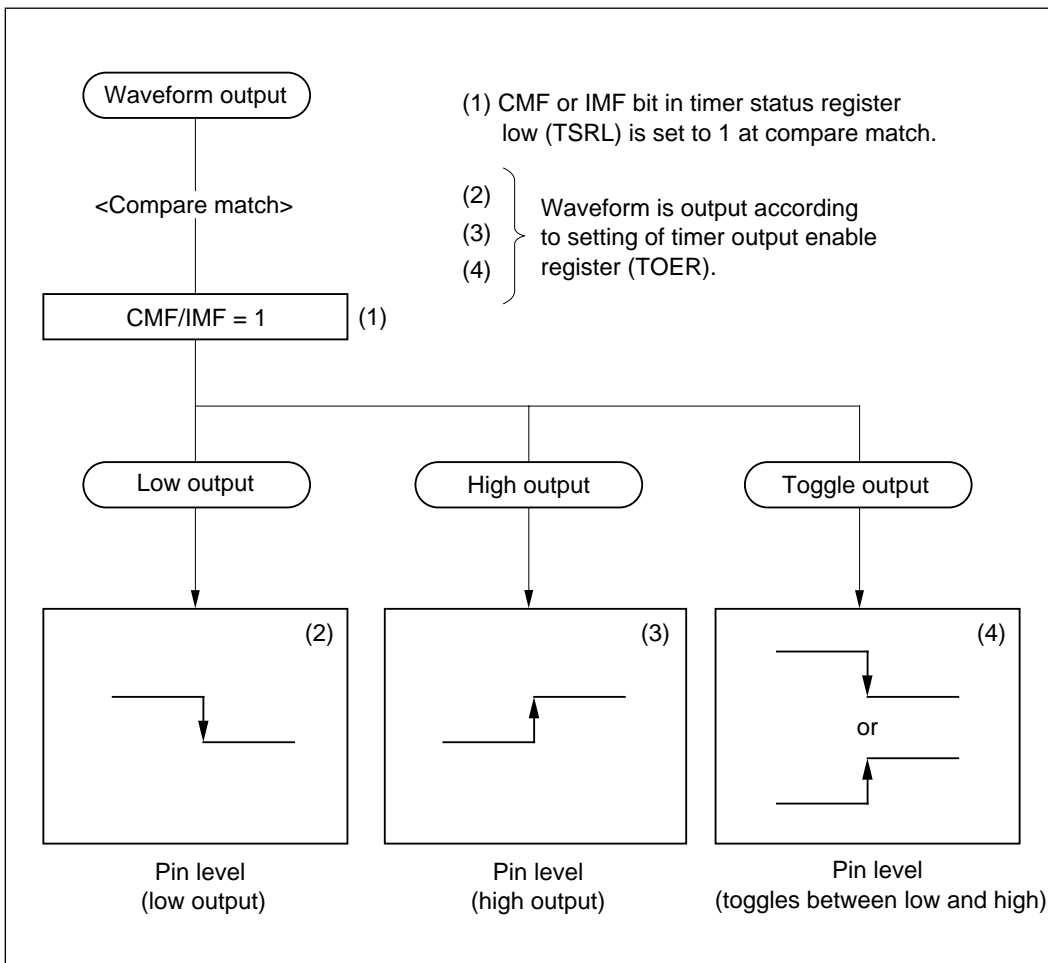 Waveform output
(1) CMF or IMF bit in timer status register
low (TSRL) is set to 1 at compare match.
<Compare match>
(2)
(3)
(4)
Waveform is output according
to setting of timer output enable
register (TOER).
CMF/IMF = 1
(1)
Low output
High output
Toggle output
(2)
(3)
(4)
or
Pin level
(low output)
Pin level
(high output)
Pin level
(toggles between low and high)